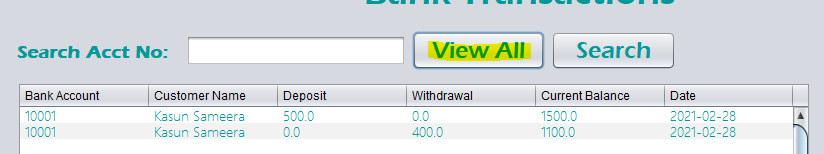 Bank Transactions
Search Acct No: View All Search
Bank Account Customer Name Deposit Withdrawal Current Balance Date
10001 Kasun Sameera 500.0 0.0 1500.0 2021-02-28
10001 Kasun Sameera 0.0 400.0 1100.0 2021-02-28